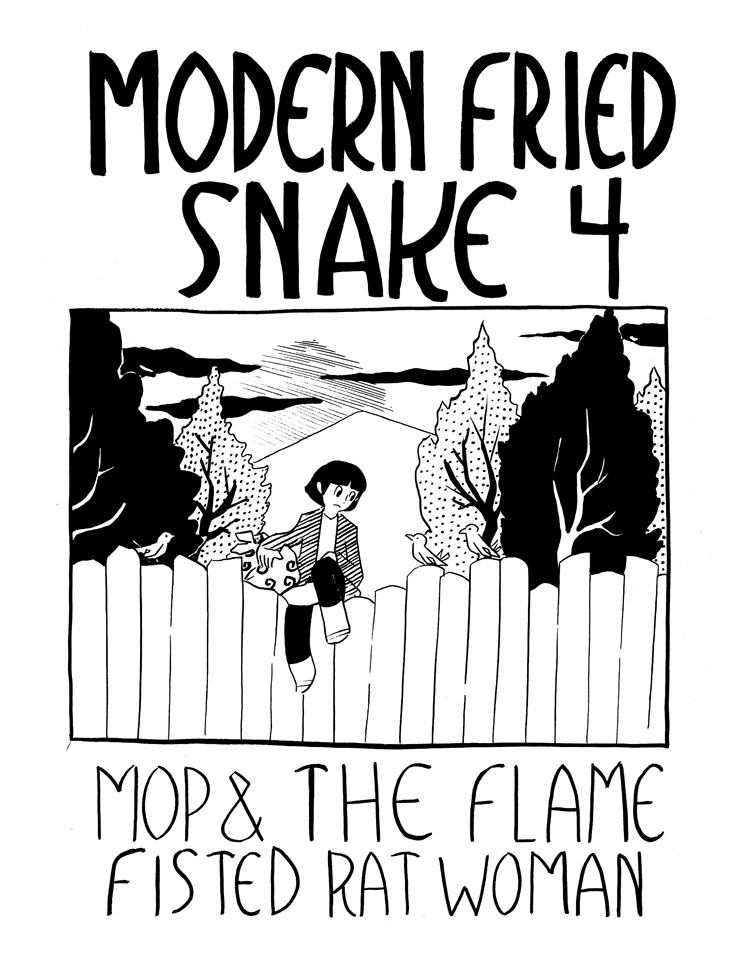 MODERN FRIED
SNAKE 4
MOP & THE FLAME
FISTED RAT WOMAN